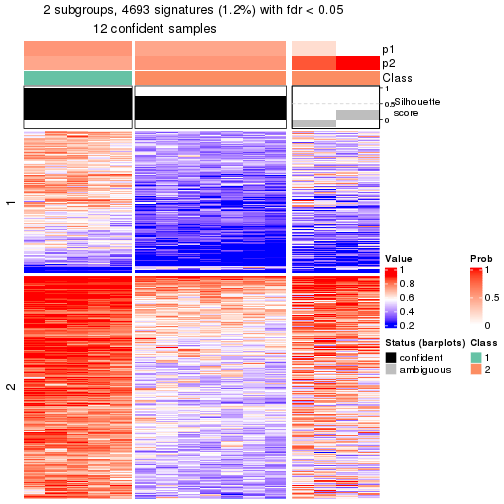 2 subgroups, 4693 signatures (1.2%) with fdr < 0.05
12 confident samples
p1
p2
Class
1
0.5
0
Silhouette
score
1
2
Value
1
0.8
0.6
0.4
0.2
Prob
1
0.5
0
Status (barplots)
confident
ambiguous
Class
1
2